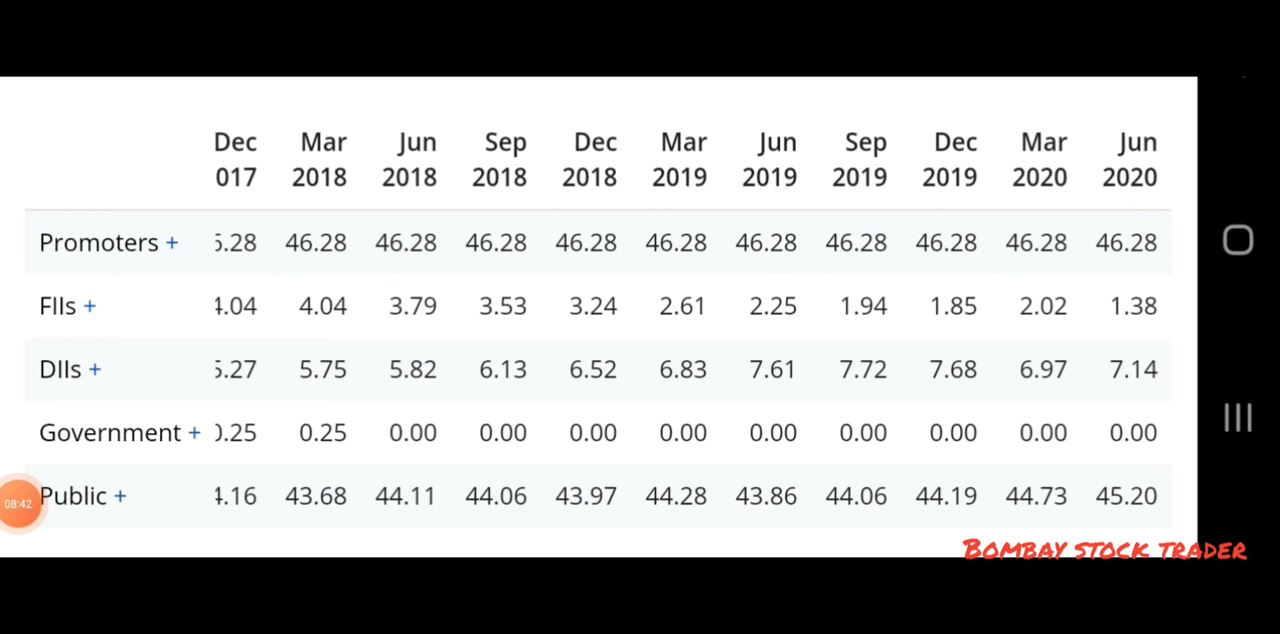 Dec Mar Jun Sep Dec Mar Jun Sep Dec Mar Jun
017 2018 2018 2018 2018 2019 2019 2019 2019 2020 2020
Promoters + .28 46.28 46.28 46.28 46.28 46.28 46.28 46.28 46.28 46.28 46.28
FIIs + .04 4.04 3.79 3.53 3.24 2.61 2.25 1.94 1.85 2.02 1.38
DIIs + .27 5.75 5.82 6.13 6.52 6.83 7.61 7.72 7.68 6.97 7.14
Government + .25 0.25 0.00 0.00 0.00 0.00 0.00 0.00 0.00 0.00 0.00
08:42 Public + .16 43.68 44.11 44.06 43.97 44.28 43.86 44.06 44.19 44.73 45.20
BOMBAY STOCK TRADER